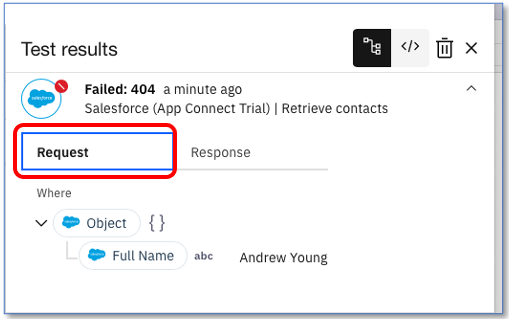 Test results
</>
Failed: 404 a minute ago
salesforce
Salesforce (App Connect Trial) | Retrieve contacts
Request
Response
Where
Object { }
Full Name abc Andrew Young